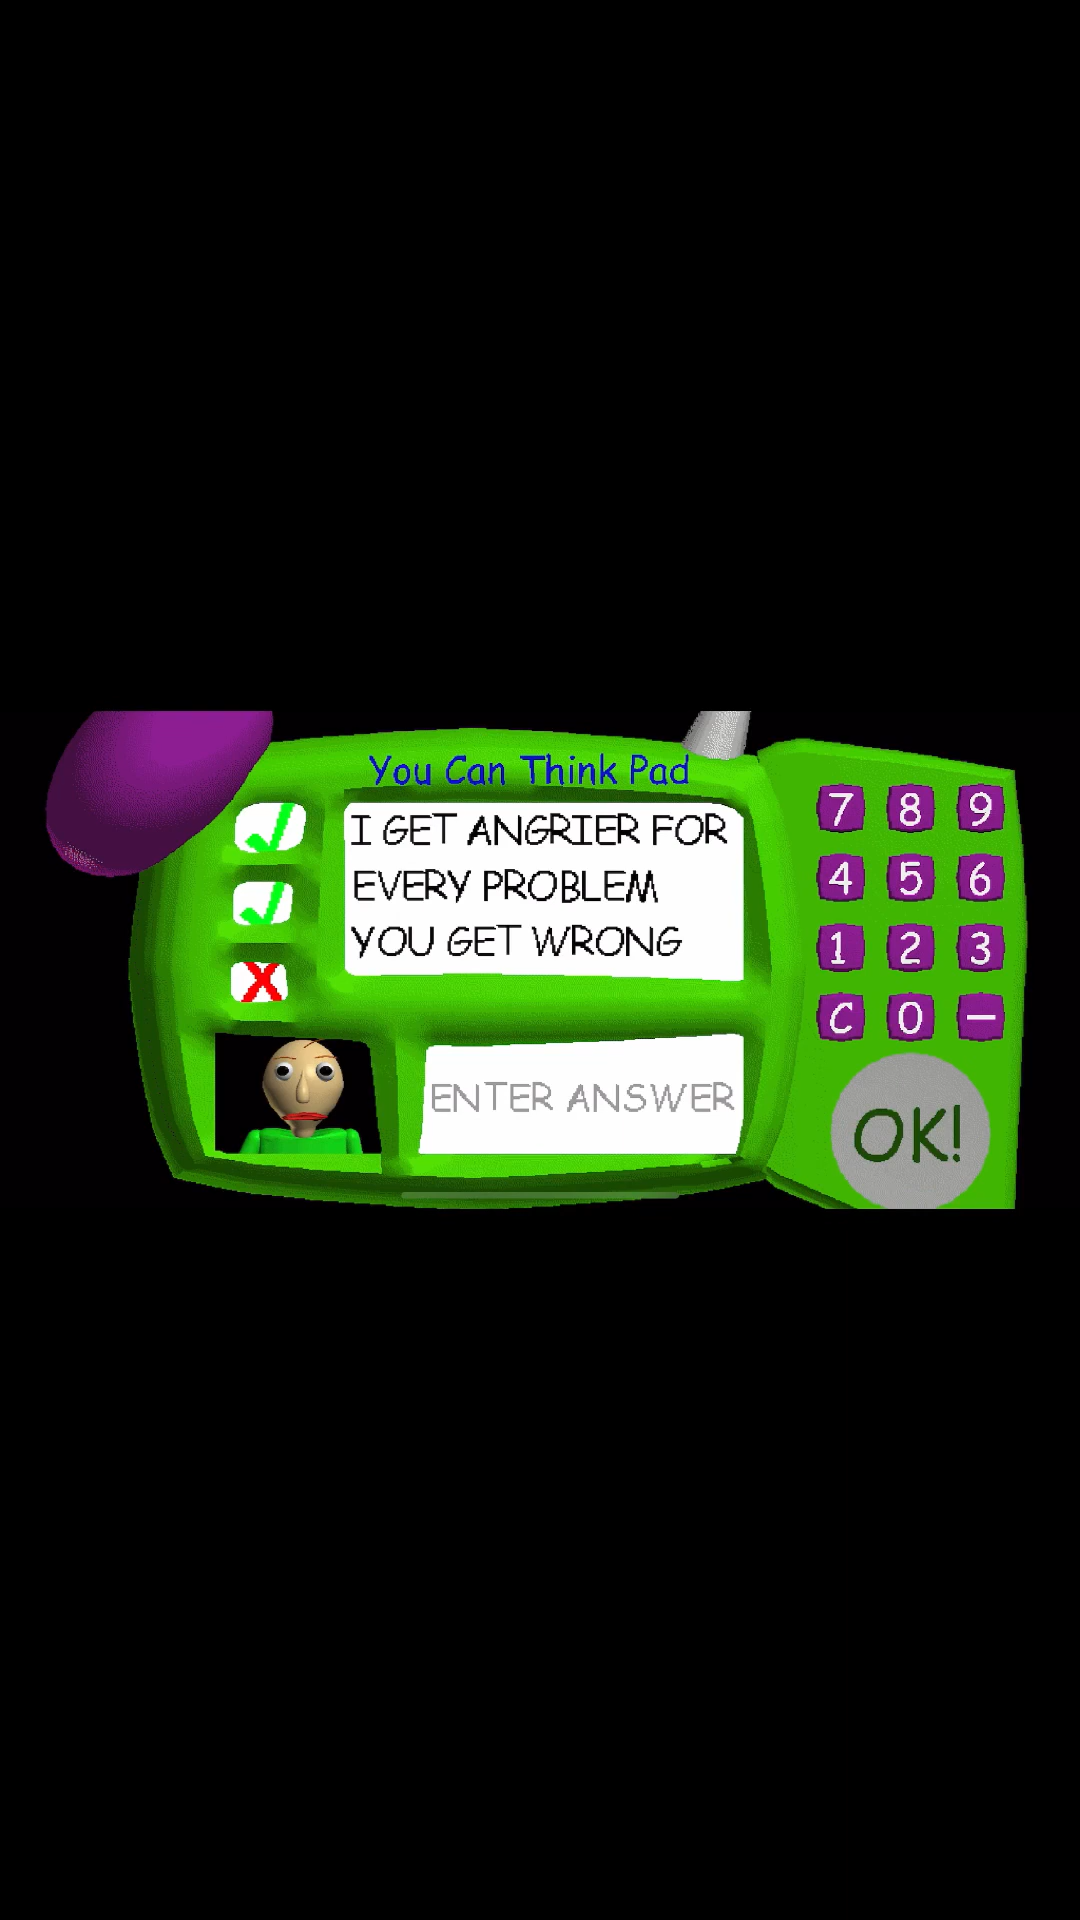 You Can Think Pad
I GET ANGRIER FOR
EVERY PROBLEM
YOU GET WRONG
ENTER ANSWER
7 8 9
4 5 6
1 2 3
C 0 −
OK!